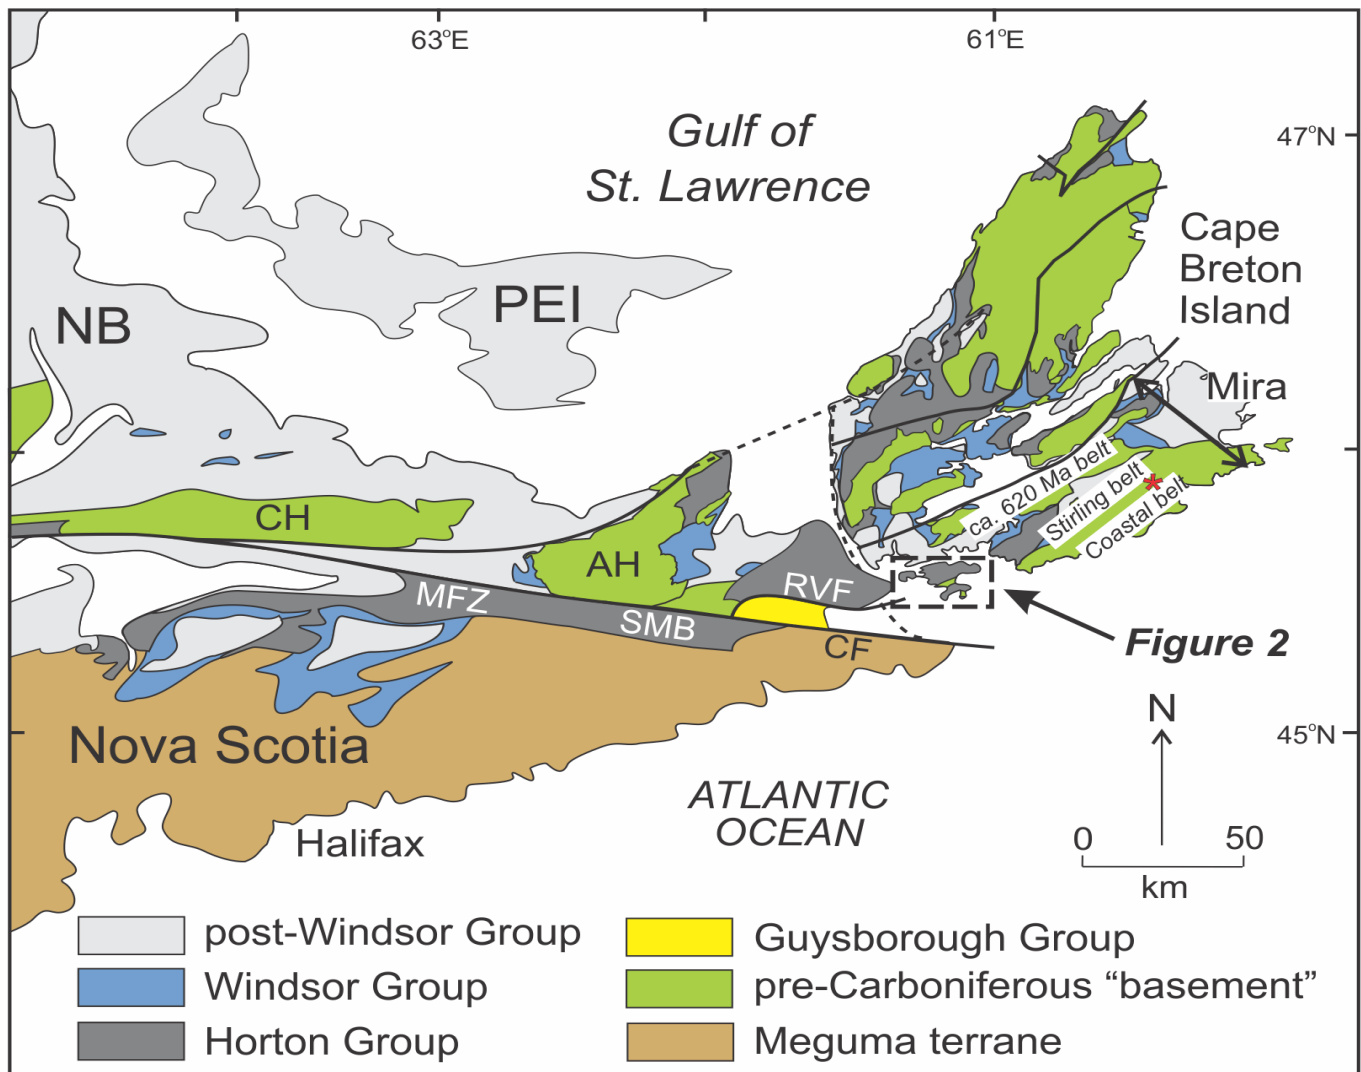 63°E
61°E
47°N
Gulf of
St. Lawrence
Cape
Breton
Island
NB
PEI
Mira
ca. 620 Ma belt
Stirling belt
*
Coastal belt
CH
AH
MFZ
RVF
SMB
CF
Figure 2
Nova Scotia
N
45°N
ATLANTIC
OCEAN
Halifax
0 50
km
post-Windsor Group
Windsor Group
Horton Group
Guysborough Group
pre-Carboniferous “basement”
Meguma terrane